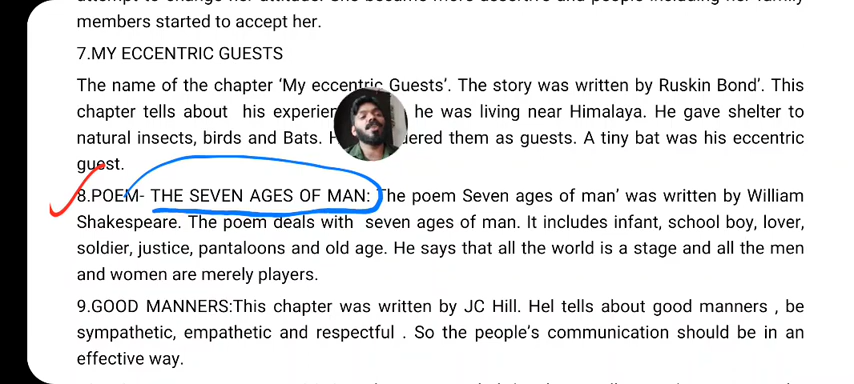 members started to accept her.
7.MY ECCENTRIC GUESTS
The name of the chapter ‘My eccentric Guests’. The story was written by Ruskin Bond’. This
chapter tells about his he was living near Himalaya. He gave shelter to
natural insects, birds and Bats. them as guests. A tiny bat was his eccentric
guest.
8.POEM- THE SEVEN AGES OF MAN: The poem Seven ages of man’ was written by William
Shakespeare. The poem deals with seven ages of man. It includes infant, school boy, lover,
soldier, justice, pantaloons and old age. He says that all the world is a stage and all the men
and women are merely players.
9.GOOD MANNERS:This chapter was written by JC Hill. Hel tells about good manners , be
sympathetic, empathetic and respectful . So the people’s communication should be in an
effective way.